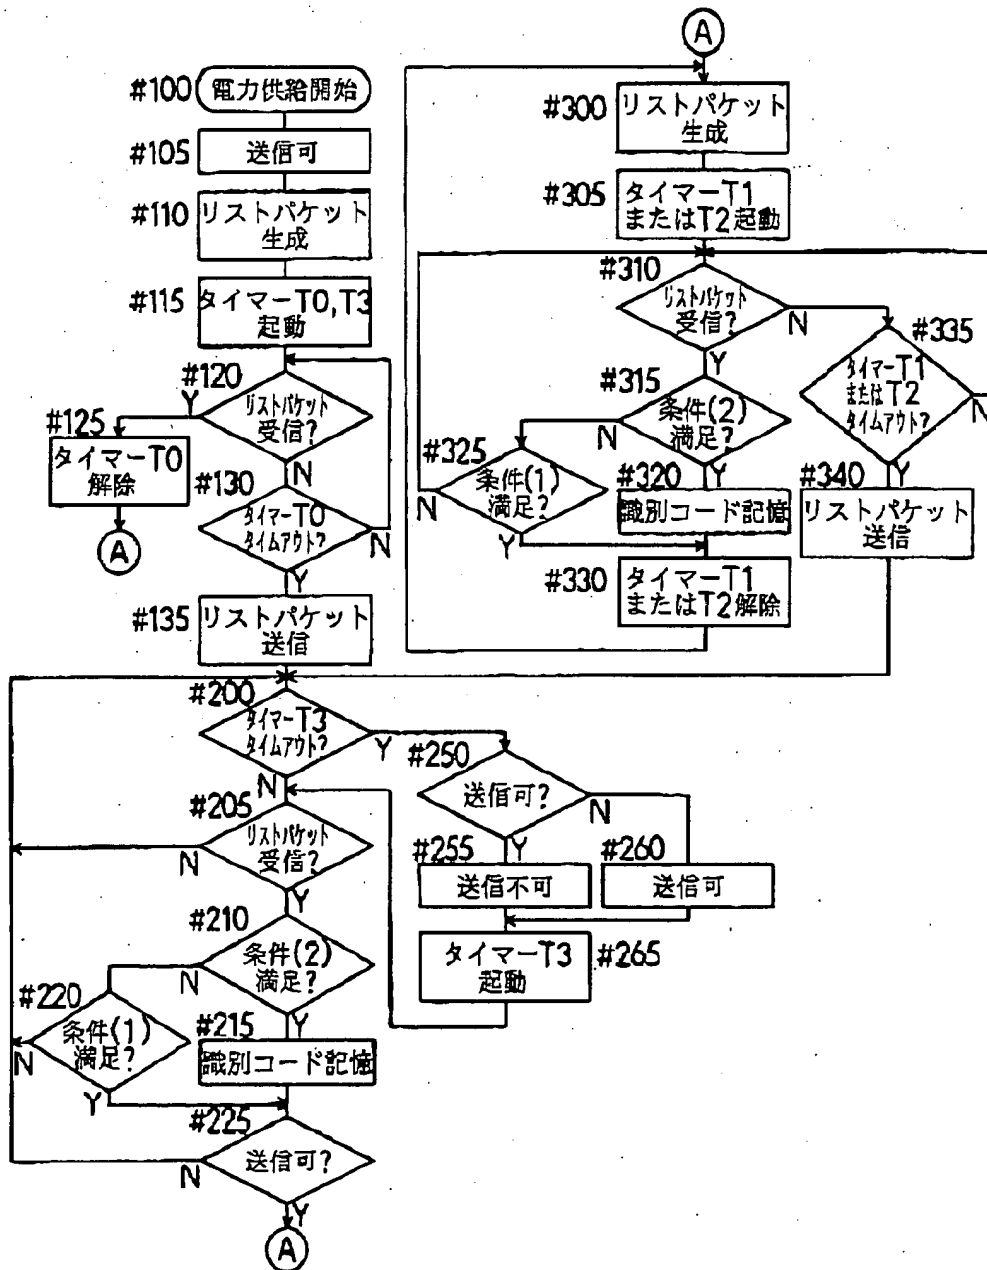 #100 電力供給開始
#105 送信可
#110 リストパケット
生成
#115 タイマーT0,T3
起動
#120
リストパケット
受信?
Y
N
#125
タイマーT0
解除
A
#130
タイマーT0
タイムアウト?
N
Y
#135 リストパケット
送信
#200
タイマーT3
タイムアウト?
Y
N
#205
リストパケット
受信?
N
Y
#210
条件(2)
満足?
N
Y
#220
条件(1)
満足?
N
Y
#215
識別コード記憶
#225
送信可?
N
Y
A
#250
送信可?
N
Y
#255
送信不可
#260
送信可
タイマーT3
起動
#265
A
#300 リストパケット
生成
#305 タイマーT1
またはT2起動
#310
リストパケット
受信?
N
Y
#315
条件(2)
満足?
N
Y
#325
条件(1)
満足?
N
Y
#320
識別コード記憶
#330 タイマーT1
またはT2解除
#335
タイマーT1
またはT2
タイムアウト?
N
Y
#340
リストパケット
送信